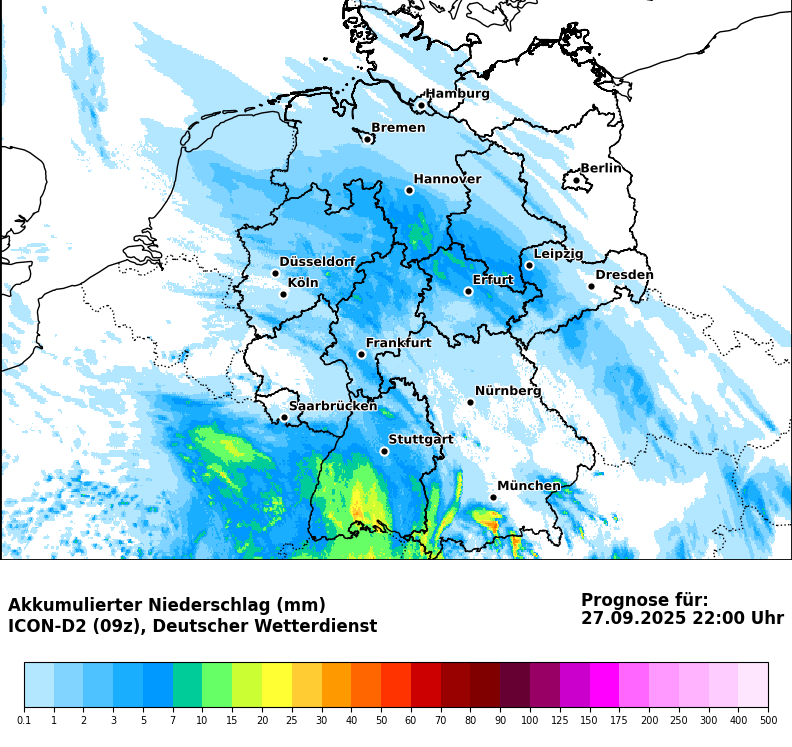 Hamburg
Bremen
Berlin
Hannover
Leipzig
Düsseldorf
Dresden
Köln
Erfurt
Frankfurt
Nürnberg
Saarbrücken
Stuttgart
München
Akkumulierter Niederschlag (mm)
ICON-D2 (09z), Deutscher Wetterdienst
Prognose für:
27.09.2025 22:00 Uhr
0.1 1 2 3 5 7 10 15 20 25 30 40 50 60 70 80 90 100 125 150 175 200 250 300 400 500